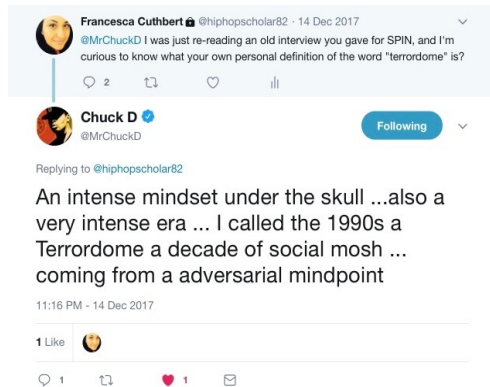 Francesca Cuthbert @hiphopscholar82 · 14 Dec 2017
@MrChuckD I was just re-reading an old interview you gave for SPIN, and I'm
curious to know what your own personal definition of the word "terrordome" is?
2
Chuck D
@MrChuckD
Following
Replying to @hiphopscholar82
An intense mindset under the skull ...also a
very intense era ... I called the 1990s a
Terrordome a decade of social mosh ...
coming from a adversarial mindpoint
11:16 PM - 14 Dec 2017
1 Like
1 1